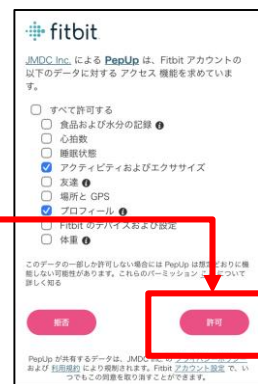 fitbit
JMDC Inc. による PepUp は、Fitbit アカウントの
以下のデータに対する アクセス 機能を求めていま
す。
すべて許可する
食品および水分の記録
心拍数
睡眠状態
アクティビティおよびエクササイズ
友達
場所と GPS
プロフィール
Fitbit のデバイスおよび設定
体重
このデータの一部しか許可しない場合には PepUp は想定どおりに機
能しない可能性があります。これらのパーミッション について
詳しく知る
拒否
許可
PepUp が共有するデータは、JMDC Inc. の プライバシー ポリシー
および 利用規約 により規制されます。Fitbit アカウント設定 で、い
つでもこの同意を取り消すことができます。